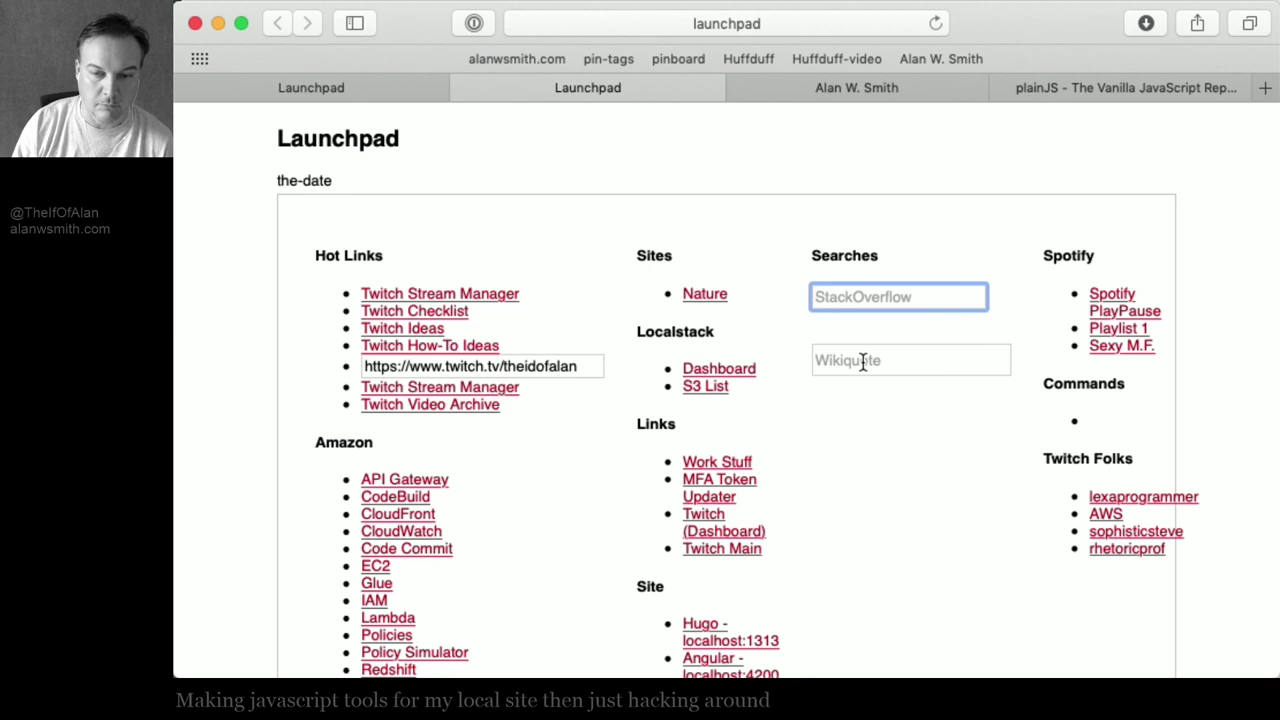 launchpad
alanwsmith.com pin-tags pinboard Huffduff Huffduff-video Alan W. Smith
Launchpad Launchpad Alan W. Smith plainJS - The Vanilla JavaScript Rep...
@TheIfOfAlan
alanwsmith.com
Launchpad
the-date
Hot Links
Twitch Stream Manager
Twitch Checklist
Twitch Ideas
Twitch How-To Ideas
https://www.twitch.tv/theidofalan
Twitch Stream Manager
Twitch Video Archive
Amazon
API Gateway
CodeBuild
CloudFront
CloudWatch
Code Commit
EC2
Glue
IAM
Lambda
Policies
Policy Simulator
Redshift
Sites
Nature
Localstack
Dashboard
S3 List
Links
Work Stuff
MFA Token
Updater
Twitch
(Dashboard)
Twitch Main
Site
Hugo -
localhost:1313
Angular -
localhost:4200
Searches
StackOverflow
Wikiquote
Spotify
Spotify
PlayPause
Playlist 1
Sexy M.F.
Commands
Twitch Folks
lexaprogrammer
AWS
sophisticsteve
rhetoricprof
Making javascript tools for my local site then just hacking around